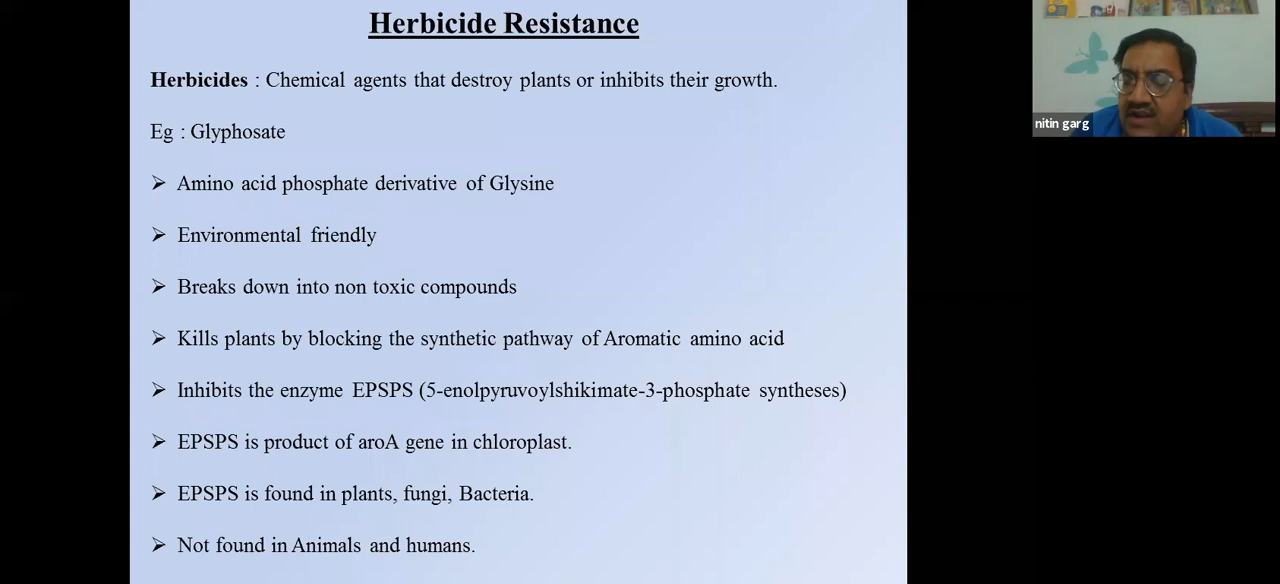 Herbicide Resistance
Herbicides : Chemical agents that destroy plants or inhibits their growth.
Eg : Glyphosate
➢ Amino acid phosphate derivative of Glysine
➢ Environmental friendly
➢ Breaks down into non toxic compounds
➢ Kills plants by blocking the synthetic pathway of Aromatic amino acid
➢ Inhibits the enzyme EPSPS (5-enolpyruvoylshikimate-3-phosphate syntheses)
➢ EPSPS is product of aroA gene in chloroplast.
➢ EPSPS is found in plants, fungi, Bacteria.
➢ Not found in Animals and humans.
nitin garg